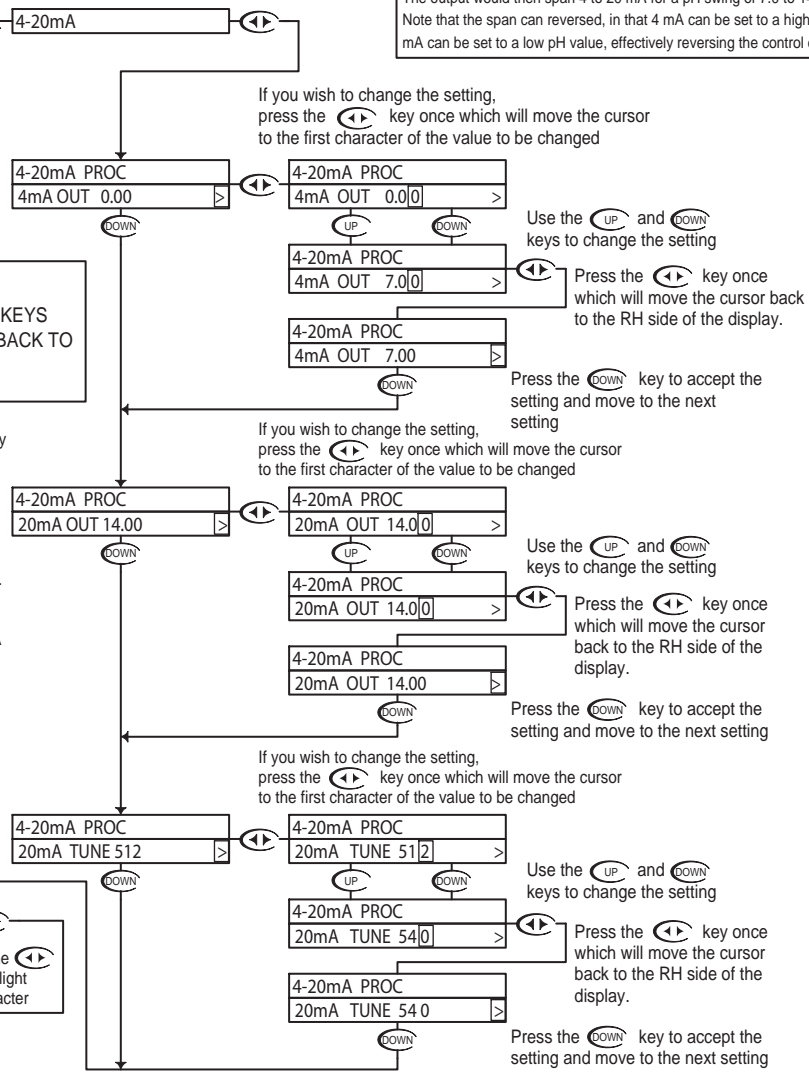 The output would then span 4 to 20 mA for a pH swing of 7.0 to
Note that the span can reversed, in that 4 mA can be set to a high
mA can be set to a low pH value, effectively reversing the control
4-20mA
If you wish to change the setting,
press the key once which will move the cursor
to the first character of the value to be changed
4-20mA PROC
4mA OUT 0.00 >
4-20mA PROC
4mA OUT 0.00 >
DOWN
UP
DOWN
Use the UP and DOWN
keys to change the setting
4-20mA PROC
4mA OUT 7.00 >
Press the key once
which will move the cursor back
to the RH side of the display.
KEYS
BACK TO
4-20mA PROC
4mA OUT 7.00 >
DOWN
Press the DOWN key to accept the
setting and move to the next
setting
If you wish to change the setting,
press the key once which will move the cursor
to the first character of the value to be changed
y
4-20mA PROC
20mA OUT 14.00 >
4-20mA PROC
20mA OUT 14.00 >
DOWN
UP
DOWN
Use the UP and DOWN
keys to change the setting
4-20mA PROC
20mA OUT 14.00 >
Press the key once
which will move the cursor
back to the RH side of the
display.
4-20mA PROC
20mA OUT 14.00 >
DOWN
Press the DOWN key to accept the
setting and move to the next setting
If you wish to change the setting,
press the key once which will move the cursor
to the first character of the value to be changed
4-20mA PROC
20mA TUNE 512 >
4-20mA PROC
20mA TUNE 512 >
DOWN
UP
DOWN
Use the UP and DOWN
keys to change the setting
4-20mA PROC
20mA TUNE 540 >
Press the key once
which will move the cursor
back to the RH side of the
display.
e
light
acter
4-20mA PROC
20mA TUNE 540 >
DOWN
Press the DOWN key to accept the
setting and move to the next setting